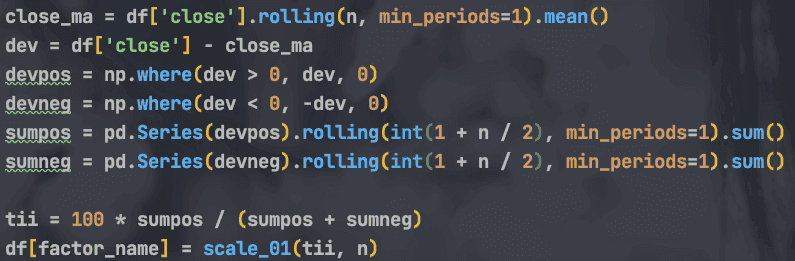 close_ma = df['close'].rolling(n, min_periods=1).mean()
dev = df['close'] - close_ma
devpos = np.where(dev > 0, dev, 0)
devneg = np.where(dev < 0, -dev, 0)
sumpos = pd.Series(devpos).rolling(int(1 + n / 2), min_periods=1).sum()
sumneg = pd.Series(devneg).rolling(int(1 + n / 2), min_periods=1).sum()
tii = 100 * sumpos / (sumpos + sumneg)
df[factor_name] = scale_01(tii, n)